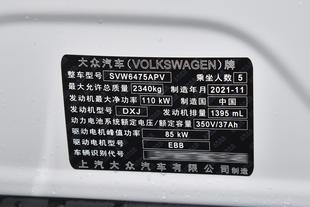 大众汽车(VOLKSWAGEN)牌
整车型号 SVW6475APV 乘坐人数 5
最大允许总质量 2340kg 制造年月 2021-11
发动机最大净功率 110 kW 制造国 中国
发动机型号 DXJ 发动机排量 1395 mL
动力电池系统额定电压/额定容量 350V/37Ah
驱动电机峰值功率 85 kW
驱动电机型号 EBB
车辆识别代号
上汽大众汽车有限公司 制造